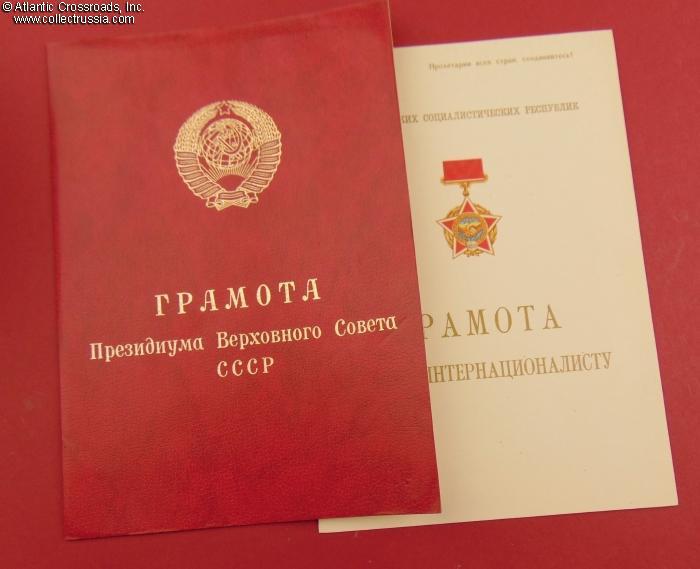 © Atlantic Crossroads, Inc.
www.collectrussia.com
ГРАМОТА
Президиума Верховного Совета
СССР
Пролетарии всех стран, соединяйтесь!
КИХ СОЦИАЛИСТИЧЕСКИХ РЕСПУБЛИК
РАМОТА
ИНТЕРНАЦИОНАЛИСТУ